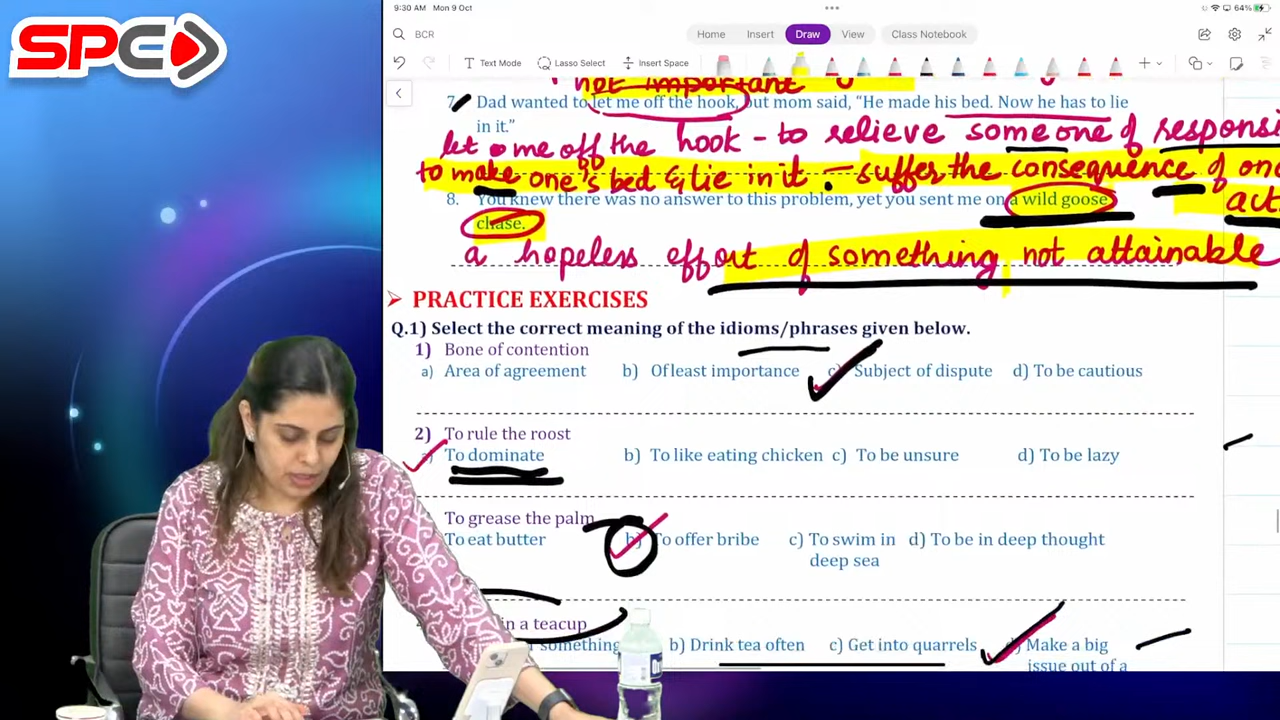 SPC
9:30 AM Mon 9 Oct
64%
BCR
Home Insert Draw View Class Notebook
Text Mode Lasso Select Insert Space
not important
7. Dad wanted to let me off the hook, but mom said, “He made his bed. Now he has to lie
in it.”
let me off the hook - to relieve someone of responsi
to make one's bed & lie in it - suffer the consequence of one
act
8. You knew there was no answer to this problem, yet you sent me on a wild goose
chase.
a hopeless effort of something not attainable
➢ PRACTICE EXERCISES
Q.1) Select the correct meaning of the idioms/phrases given below.
1) Bone of contention
a) Area of agreement b) Of least importance c) Subject of dispute d) To be cautious
2) To rule the roost
a) To dominate b) To like eating chicken c) To be unsure d) To be lazy
To grease the palm
To eat butter b) To offer bribe c) To swim in d) To be in deep thought
deep sea
in a teacup
something b) Drink tea often c) Get into quarrels d) Make a big
issue out of a